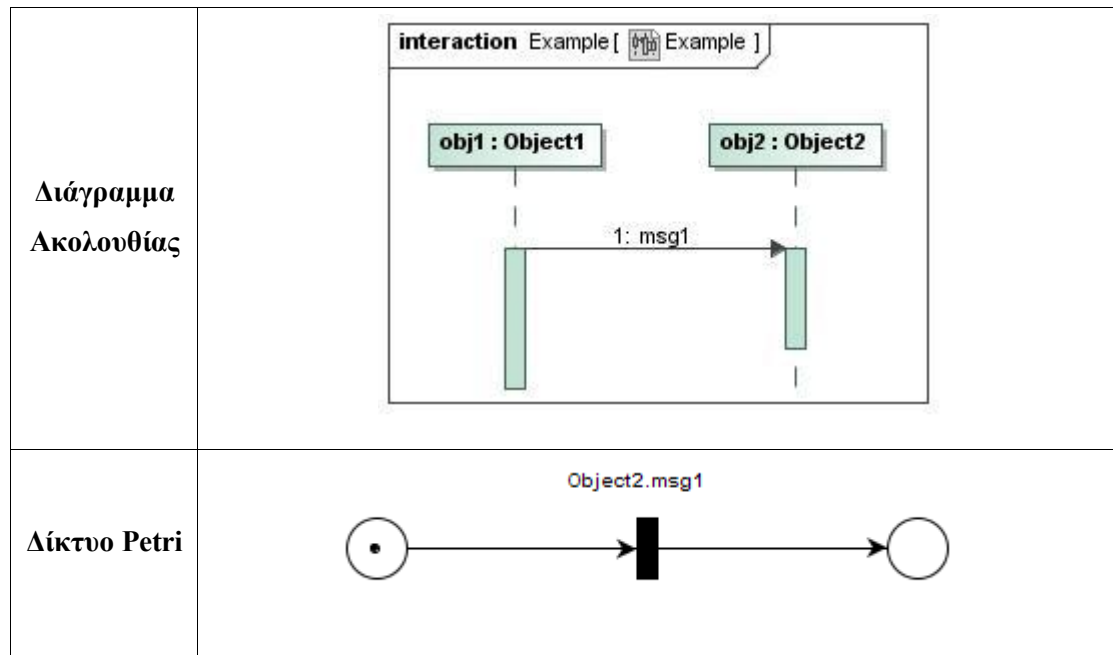 interaction Example [ Example ]
obj1 : Object1
obj2 : Object2
Διάγραμμα
Ακολουθίας
1: msg1
Object2.msg1
Δίκτυο Petri